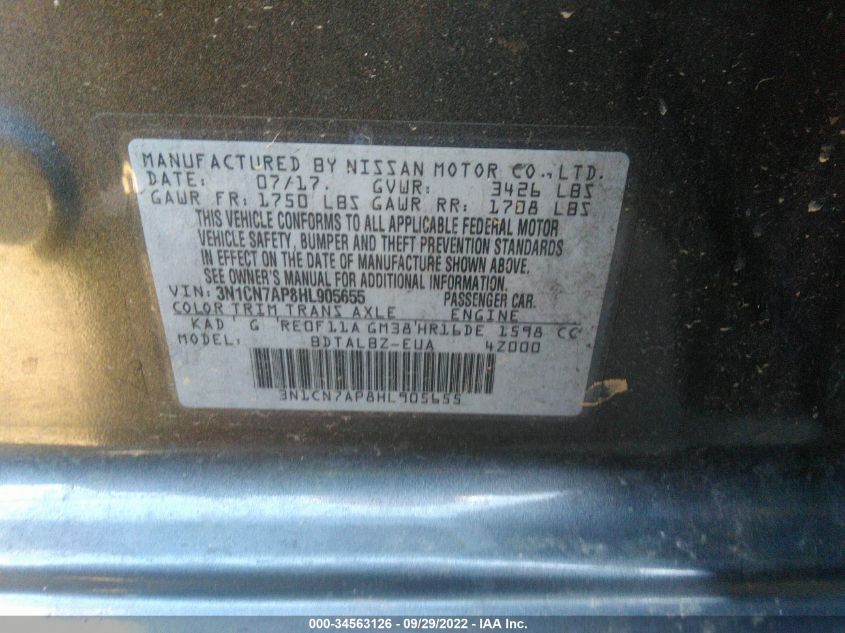 MANUFACTURED BY NISSAN MOTOR CO., LTD.
DATE: 07/17. GVWR: 3426 LBS
GAWR FR: 1750 LBS GAWR RR: 1708 LBS
THIS VEHICLE CONFORMS TO ALL APPLICABLE FEDERAL MOTOR
VEHICLE SAFETY, BUMPER AND THEFT PREVENTION STANDARDS
IN EFFECT ON THE DATE OF MANUFACTURE SHOWN ABOVE.
SEE OWNER'S MANUAL FOR ADDITIONAL INFORMATION.
VIN: 3N1CN7AP8HL905655 PASSENGER CAR.
COLOR TRIM TRANS AXLE ENGINE
KAD G RE0F11A GM38 HR16DE 1598 CC
MODEL: BDTALBZ-EUA 4Z000
3N1CN7AP8HL905655
000-34563126 - 09/29/2022 - IAA Inc.